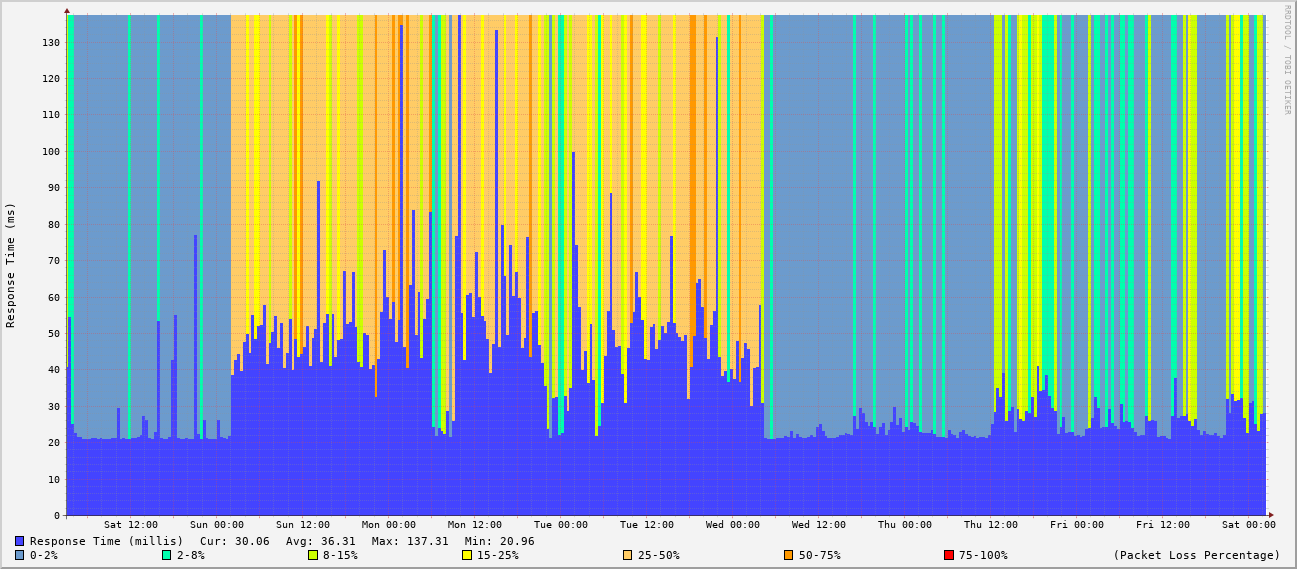 RRDTOOL / TOBI OETIKER
Response Time (ms)
130
120
110
100
90
80
70
60
50
40
30
20
10
0
Sat 12:00 Sun 00:00 Sun 12:00 Mon 00:00 Mon 12:00 Tue 00:00 Tue 12:00 Wed 00:00 Wed 12:00 Thu 00:00 Thu 12:00 Fri 00:00 Fri 12:00 Sat 00:00
Response Time (millis) Cur: 30.06 Avg: 36.31 Max: 137.31 Min: 20.96
0-2% 2-8% 8-15% 15-25% 25-50% 50-75% 75-100% (Packet Loss Percentage)